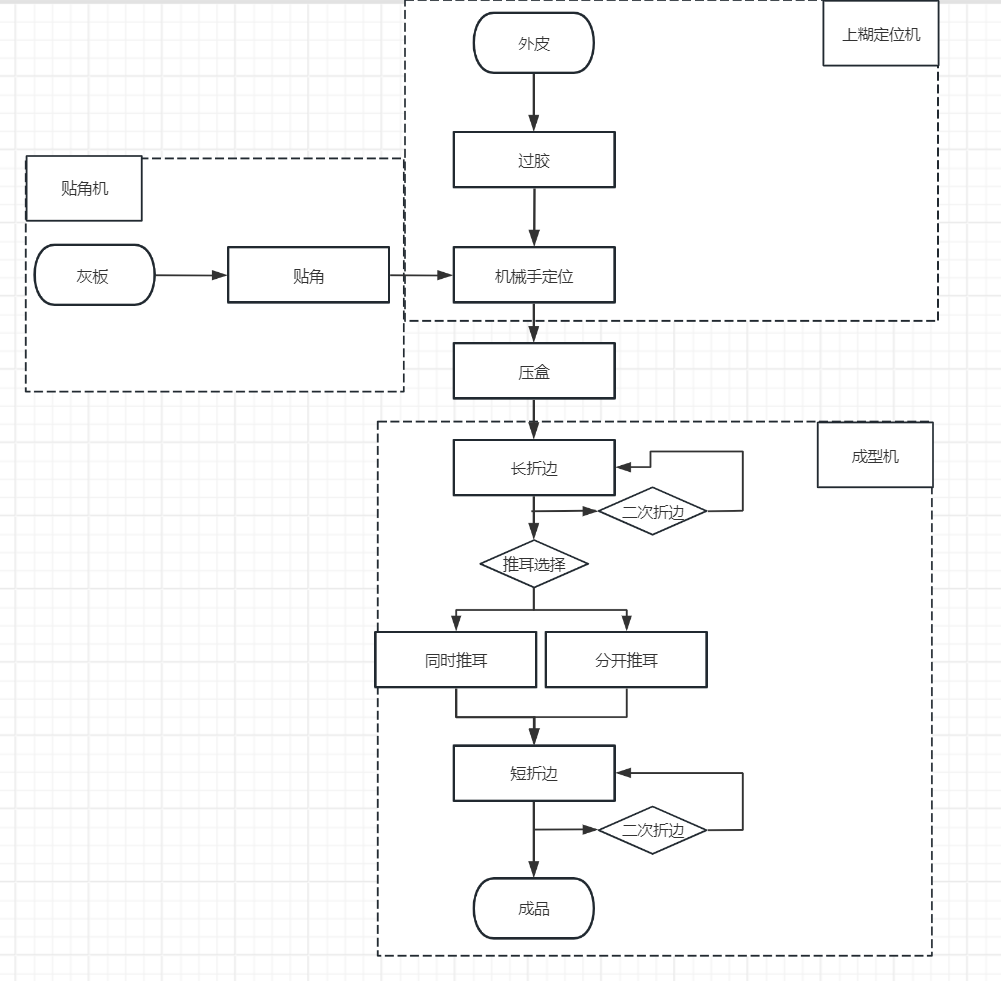 外皮
上糊定位机
过胶
贴角机
灰板
贴角
机械手定位
压盒
长折边
成型机
二次折边
推耳选择
同时推耳
分开推耳
短折边
二次折边
成品